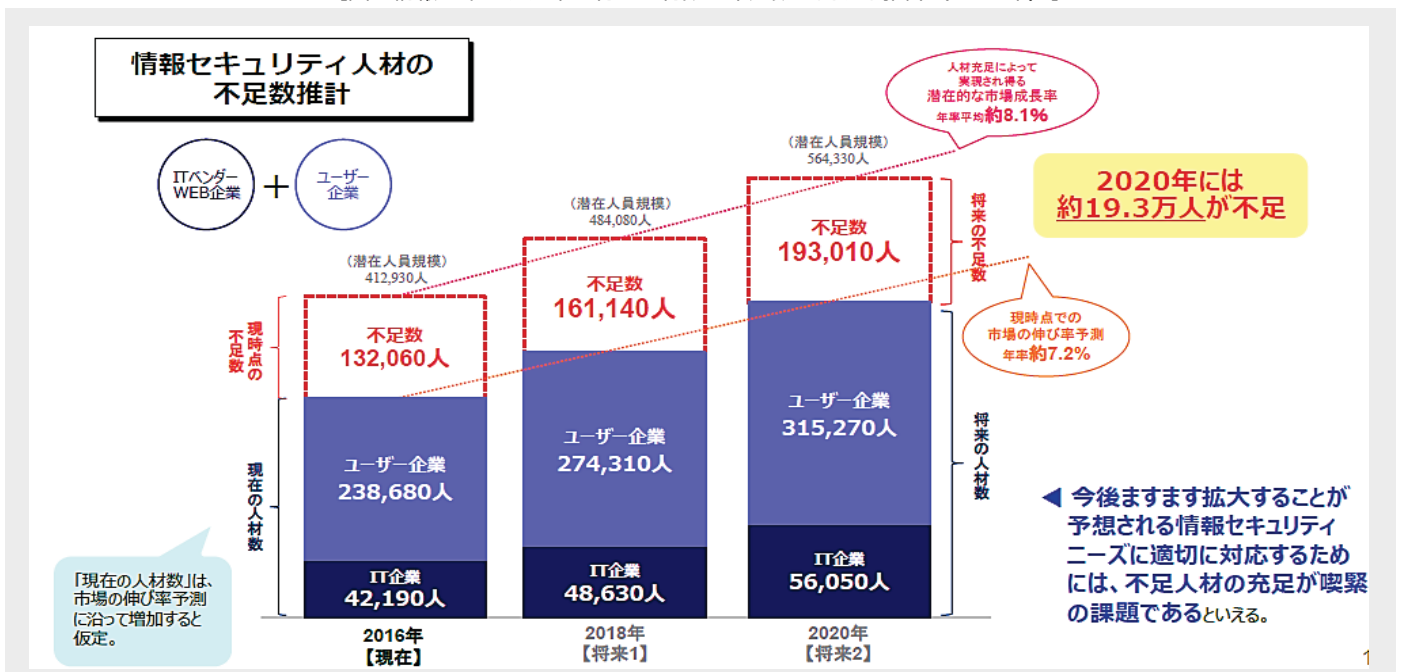 情報セキュリティ人材の
不足数推計
ITベンダー
WEB企業
+
ユーザー
企業
人材充足によって
実現され得る
潜在的な市場成長率
年率平均約8.1%
（潜在人員規模）
564,330人
（潜在人員規模）
484,080人
（潜在人員規模）
412,930人
2020年には
約19.3万人が不足
不足数
132,060人
不足数
161,140人
不足数
193,010人
現時点の
不足数
将来の不足数
現時点での
市場の伸び率予測
年率約7.2%
ユーザー企業
238,680人
ユーザー企業
274,310人
ユーザー企業
315,270人
現在の人材数
将来の人材数
IT企業
42,190人
IT企業
48,630人
IT企業
56,050人
「現在の人材数」は、
市場の伸び率予測
に沿って増加すると
仮定。
◀ 今後ますます拡大することが
予想される情報セキュリティ
ニーズに適切に対応するため
には、不足人材の充足が喫緊
の課題であるといえる。
2016年
【現在】
2018年
【将来1】
2020年
【将来2】
1